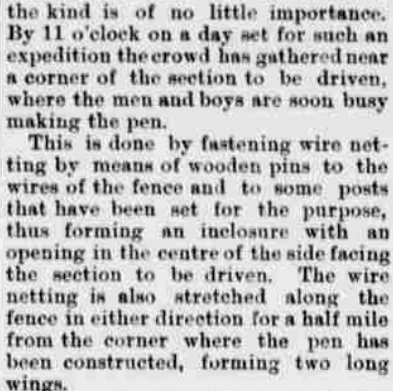 the kind is of no little importance.
By 11 o'clock on a day set for such an
expedition the crowd has gathered near
a corner of the section to be driven,
where the men and boys are soon busy
making the pen.
This is done by fastening wire net-
ting by means of wooden pins to the
wires of the fence and to some posts
that have been set for the purpose,
thus forming an inclosure with an
opening in the centre of the side facing
the section to be driven. The wire
netting is also stretched along the
fence in either direction for a half mile
from the corner where the pen has
been constructed, forming two long
wings.